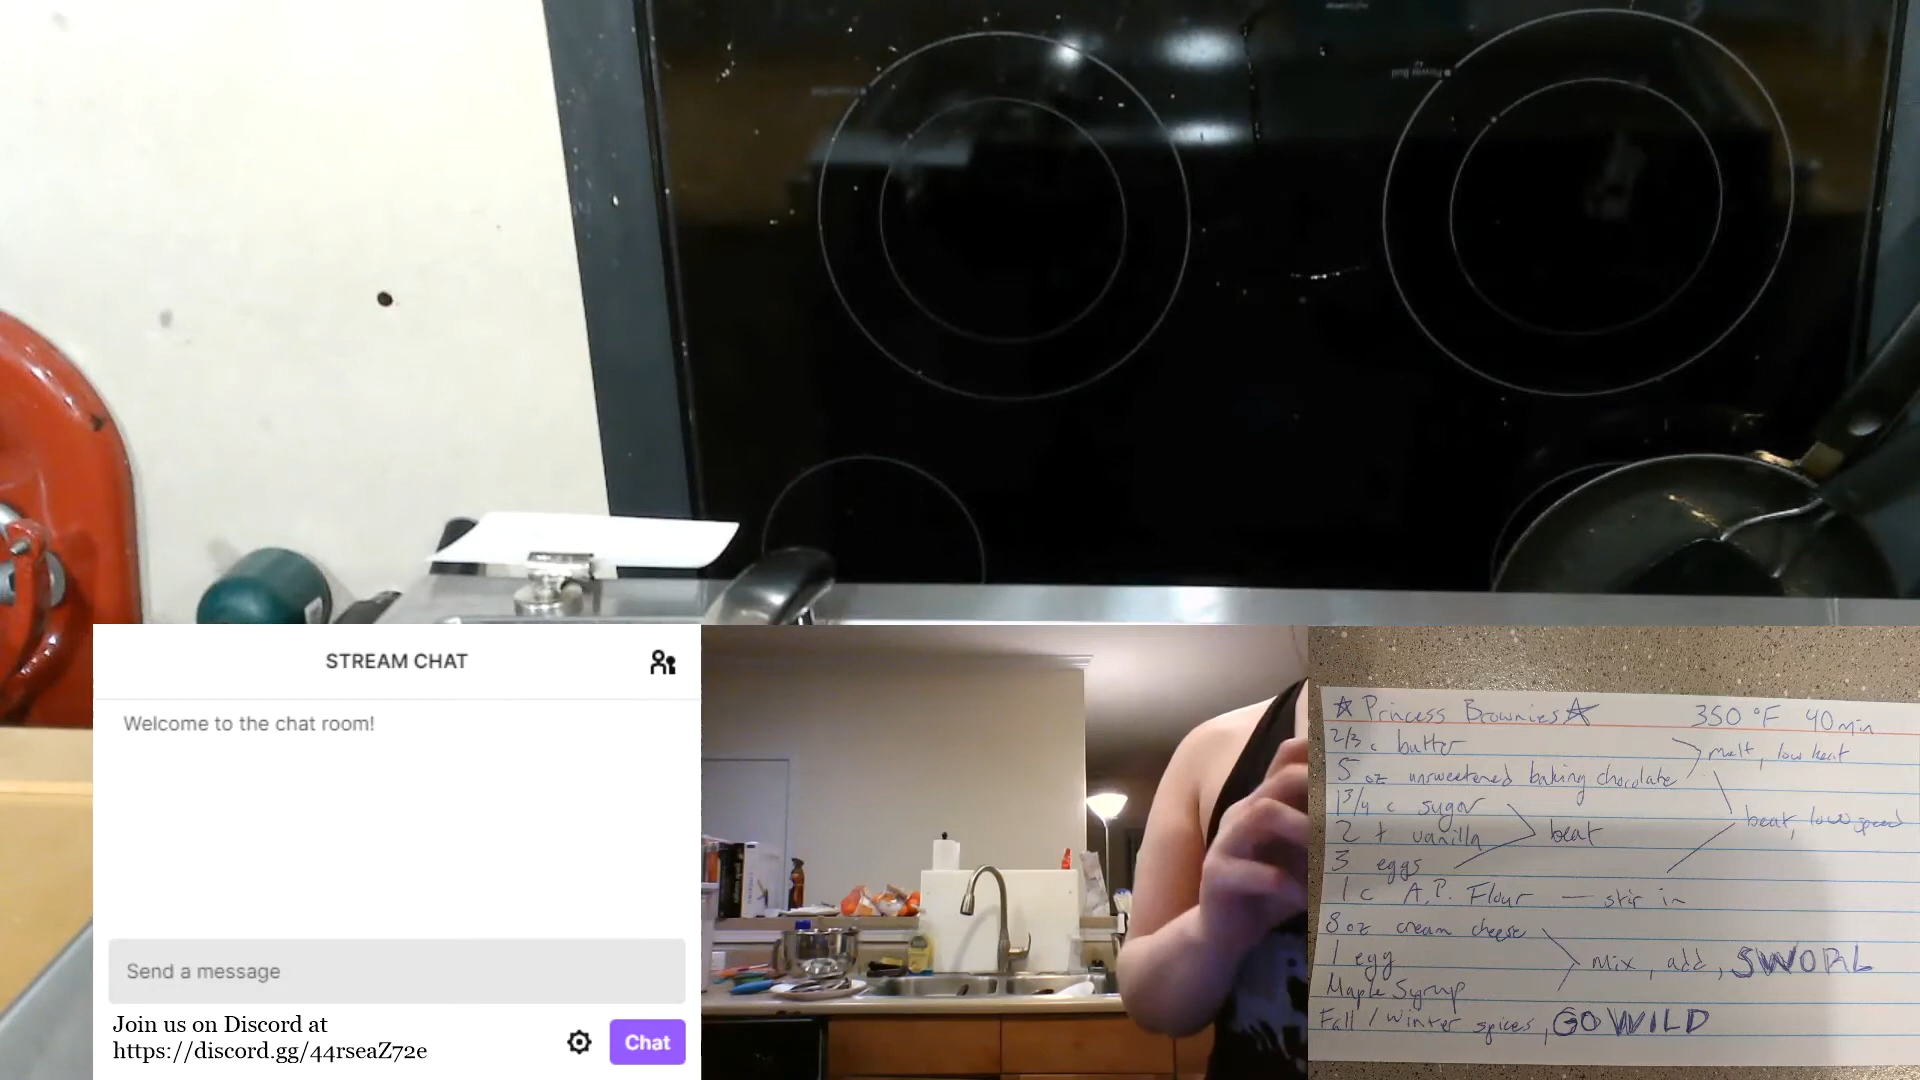 STREAM CHAT
Welcome to the chat room!
Send a message
Join us on Discord at
https://discord.gg/44rseaZ72e
Chat
☆ Princess Brownies ☆ 350 °F 40 min
2/3 c butter
melt, low heat
5 oz unsweetened baking chocolate
1 3/4 c sugar
beat, low speed
2 t vanilla
beat
3 eggs
1 c A.P. Flour — stir in
8 oz cream cheese
1 egg
mix, add, SWORL
Maple Syrup
Fall / winter spices, GO WILD